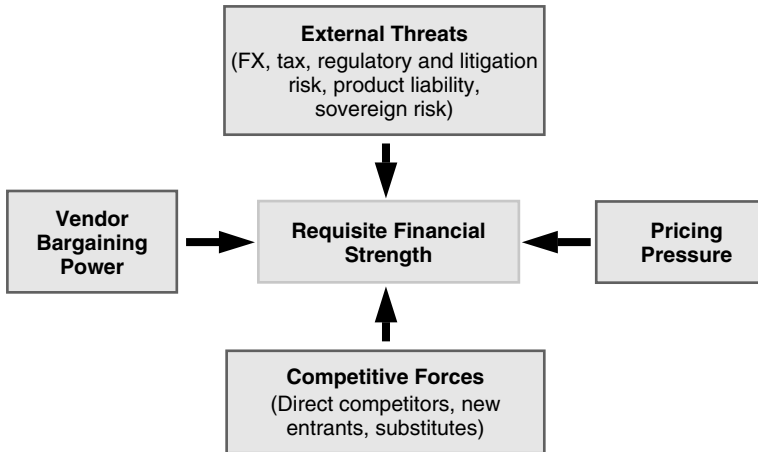 External Threats
(FX, tax, regulatory and litigation
risk, product liability,
sovereign risk)
Vendor
Bargaining
Power
Requisite Financial
Strength
Pricing
Pressure
Competitive Forces
(Direct competitors, new
entrants, substitutes)